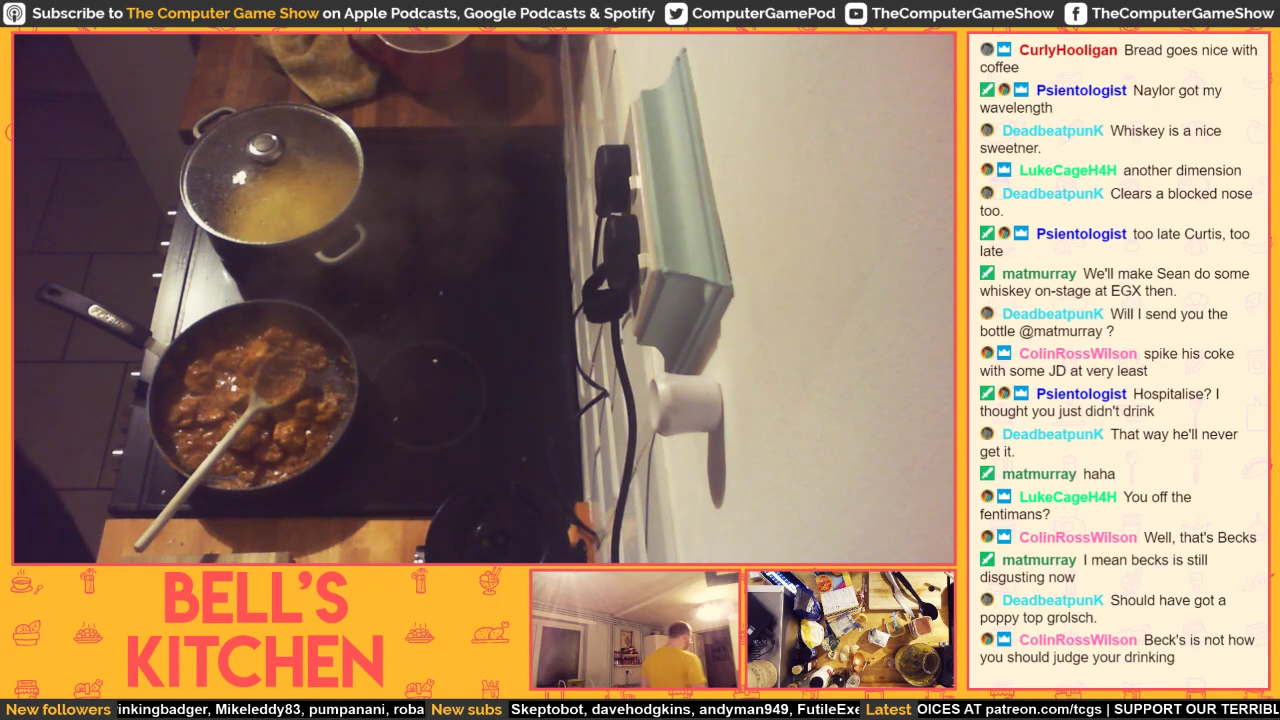 Subscribe to The Computer Game Show on Apple Podcasts, Google Podcasts & Spotify ComputerGamePod TheComputerGameShow TheComputerGameShow
CurlyHooligan Bread goes nice with
coffee
Psientologist Naylor got my
wavelength
DeadbeatpunK Whiskey is a nice
sweetner.
LukeCageH4H another dimension
DeadbeatpunK Clears a blocked nose
too.
Psientologist too late Curtis, too
late
matmurray We'll make Sean do some
whiskey on-stage at EGX then.
DeadbeatpunK Will I send you the
bottle @matmurray ?
ColinRossWilson spike his coke
with some JD at very least
Psientologist Hospitalise? I
thought you just didn't drink
DeadbeatpunK That way he'll never
get it.
matmurray haha
LukeCageH4H You off the
fentimans?
ColinRossWilson Well, that's Becks
matmurray I mean becks is still
disgusting now
DeadbeatpunK Should have got a
poppy top grolsch.
ColinRossWilson Beck's is not how
you should judge your drinking
BELL'S
KITCHEN
New followers inkingbadger, Mikeleddy83, pumpanani, roba New subs Skeptobot, davehodgkins, andyman949, FutileExe Latest OICES AT patreon.com/tcgs | SUPPORT OUR TERRIBL